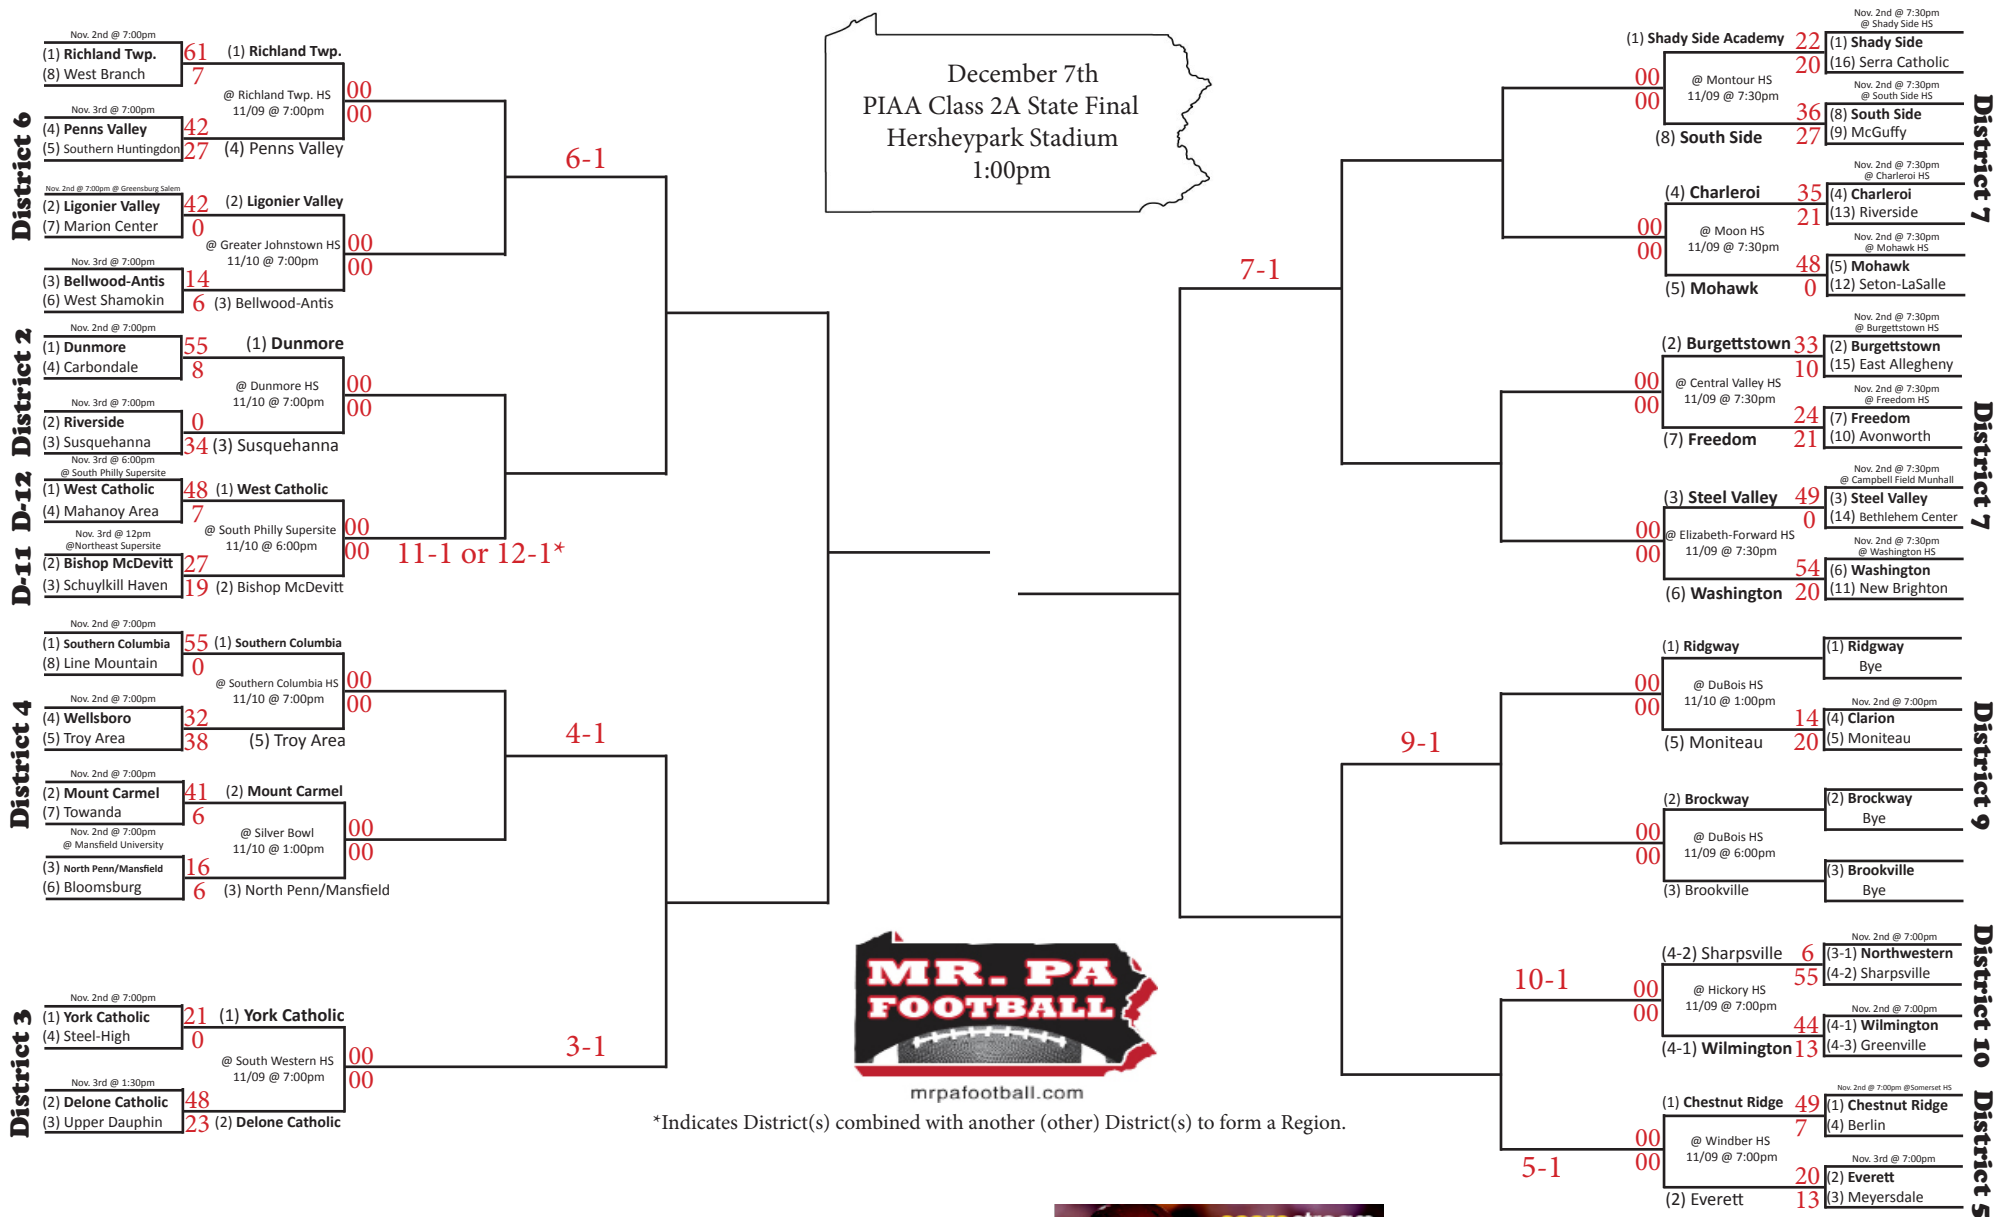 December 7th
PIAA Class 2A State Final
Hersheypark Stadium
1:00pm
District 6
Nov. 2nd @ 7:00pm
(1) Richland Twp. 61
(8) West Branch 7
(1) Richland Twp.
@ Richland Twp. HS
11/09 @ 7:00pm
00
00
Nov. 3rd @ 7:00pm
(4) Penns Valley 42
(5) Southern Huntingdon 27
(4) Penns Valley
6-1
Nov. 2nd @ 7:00pm @ Greensburg Salem
(2) Ligonier Valley 42
(7) Marion Center 0
(2) Ligonier Valley
@ Greater Johnstown HS
11/10 @ 7:00pm
00
00
Nov. 3rd @ 7:00pm
(3) Bellwood-Antis 14
(6) West Shamokin 6
(3) Bellwood-Antis
District 2
Nov. 2nd @ 7:00pm
(1) Dunmore 55
(4) Carbondale 8
(1) Dunmore
@ Dunmore HS
11/10 @ 7:00pm
00
00
Nov. 3rd @ 7:00pm
(2) Riverside 0
(3) Susquehanna 34
(3) Susquehanna
D-12
D-11
Nov. 3rd @ 6:00pm
@ South Philly Supersite
(1) West Catholic 48
(4) Mahanoy Area 7
(1) West Catholic
@ South Philly Supersite
11/10 @ 6:00pm
00
00
11-1 or 12-1*
Nov. 3rd @ 12pm
@Northeast Supersite
(2) Bishop McDevitt 27
(3) Schuylkill Haven 19
(2) Bishop McDevitt
District 4
Nov. 2nd @ 7:00pm
(1) Southern Columbia 55
(8) Line Mountain 0
(1) Southern Columbia
@ Southern Columbia HS
11/10 @ 7:00pm
00
00
Nov. 2nd @ 7:00pm
(4) Wellsboro 32
(5) Troy Area 38
(5) Troy Area
4-1
Nov. 2nd @ 7:00pm
(2) Mount Carmel 41
(7) Towanda 6
(2) Mount Carmel
@ Silver Bowl
11/10 @ 1:00pm
00
00
Nov. 2nd @ 7:00pm
@ Mansfield University
(3) North Penn/Mansfield 16
(6) Bloomsburg 6
(3) North Penn/Mansfield
District 3
Nov. 2nd @ 7:00pm
(1) York Catholic 21
(4) Steel-High 0
(1) York Catholic
@ South Western HS
11/09 @ 7:00pm
00
00
3-1
Nov. 3rd @ 1:30pm
(2) Delone Catholic 48
(3) Upper Dauphin 23
(2) Delone Catholic
District 7
Nov. 2nd @ 7:30pm
@ Shady Side HS
(1) Shady Side Academy 22 (1) Shady Side
20 (16) Serra Catholic
00
00
@ Montour HS
11/09 @ 7:30pm
Nov. 2nd @ 7:30pm
@ South Side HS
36 (8) South Side
(8) South Side 27 (9) McGuffy
Nov. 2nd @ 7:30pm
@ Charleroi HS
(4) Charleroi 35 (4) Charleroi
21 (13) Riverside
00
00
@ Moon HS
11/09 @ 7:30pm
Nov. 2nd @ 7:30pm
@ Mohawk HS
48 (5) Mohawk
(5) Mohawk 0 (12) Seton-LaSalle
7-1
District 7
Nov. 2nd @ 7:30pm
@ Burgettstown HS
(2) Burgettstown 33 (2) Burgettstown
10 (15) East Allegheny
00
00
@ Central Valley HS
11/09 @ 7:30pm
Nov. 2nd @ 7:30pm
@ Freedom HS
24 (7) Freedom
(7) Freedom 21 (10) Avonworth
Nov. 2nd @ 7:30pm
@ Campbell Field Munhall
(3) Steel Valley 49 (3) Steel Valley
0 (14) Bethlehem Center
00
00
@ Elizabeth-Forward HS
11/09 @ 7:30pm
Nov. 2nd @ 7:30pm
@ Washington HS
54 (6) Washington
(6) Washington 20 (11) New Brighton
District 9
(1) Ridgway (1) Ridgway
Bye
00
00
@ DuBois HS
11/10 @ 1:00pm
Nov. 2nd @ 7:00pm
14 (4) Clarion
(5) Moniteau 20 (5) Moniteau
9-1
(2) Brockway (2) Brockway
Bye
00
00
@ DuBois HS
11/09 @ 6:00pm
(3) Brookville
(3) Brookville Bye
District 10
Nov. 2nd @ 7:00pm
(4-2) Sharpsville 6 (3-1) Northwestern
55 (4-2) Sharpsville
10-1
00
00
@ Hickory HS
11/09 @ 7:00pm
Nov. 2nd @ 7:00pm
44 (4-1) Wilmington
(4-1) Wilmington 13 (4-3) Greenville
District 5
Nov. 2nd @ 7:00pm @Somerset HS
(1) Chestnut Ridge 49 (1) Chestnut Ridge
7 (4) Berlin
00
00
@ Windber HS
11/09 @ 7:00pm
5-1
Nov. 3rd @ 7:00pm
20 (2) Everett
(2) Everett 13 (3) Meyersdale
MR. PA
FOOTBALL
mrpafootball.com
*Indicates District(s) combined with another (other) District(s) to form a Region.